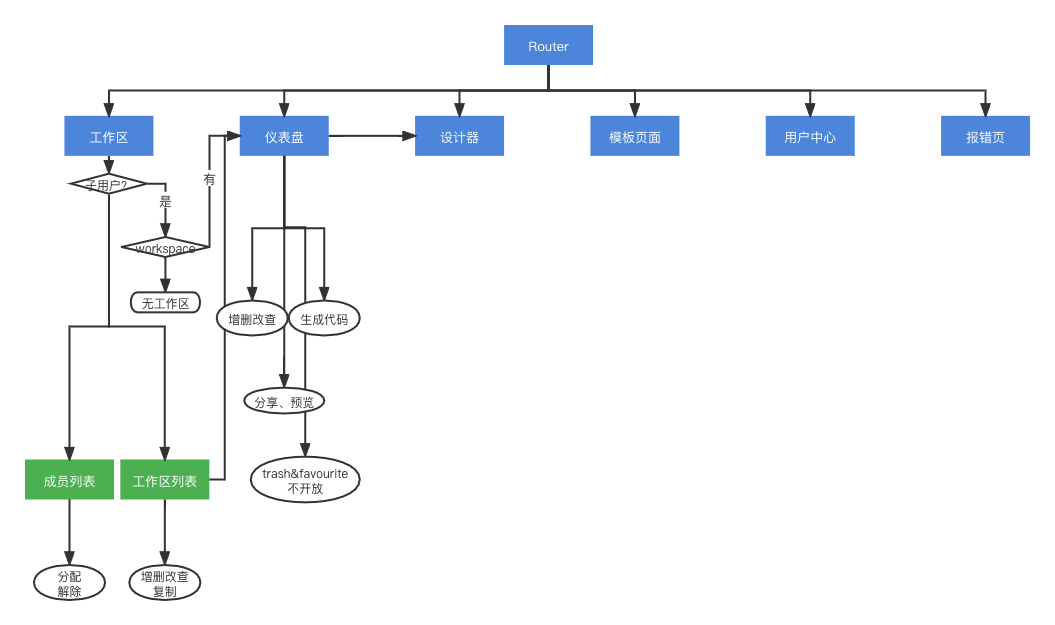 Router
工作区
仪表盘
设计器
模板页面
用户中心
报错页
子用户?
有
是
workspace
无工作区
增删改查
生成代码
分享、预览
trash&favourite
不开放
成员列表
工作区列表
分配
解除
增删改查
复制